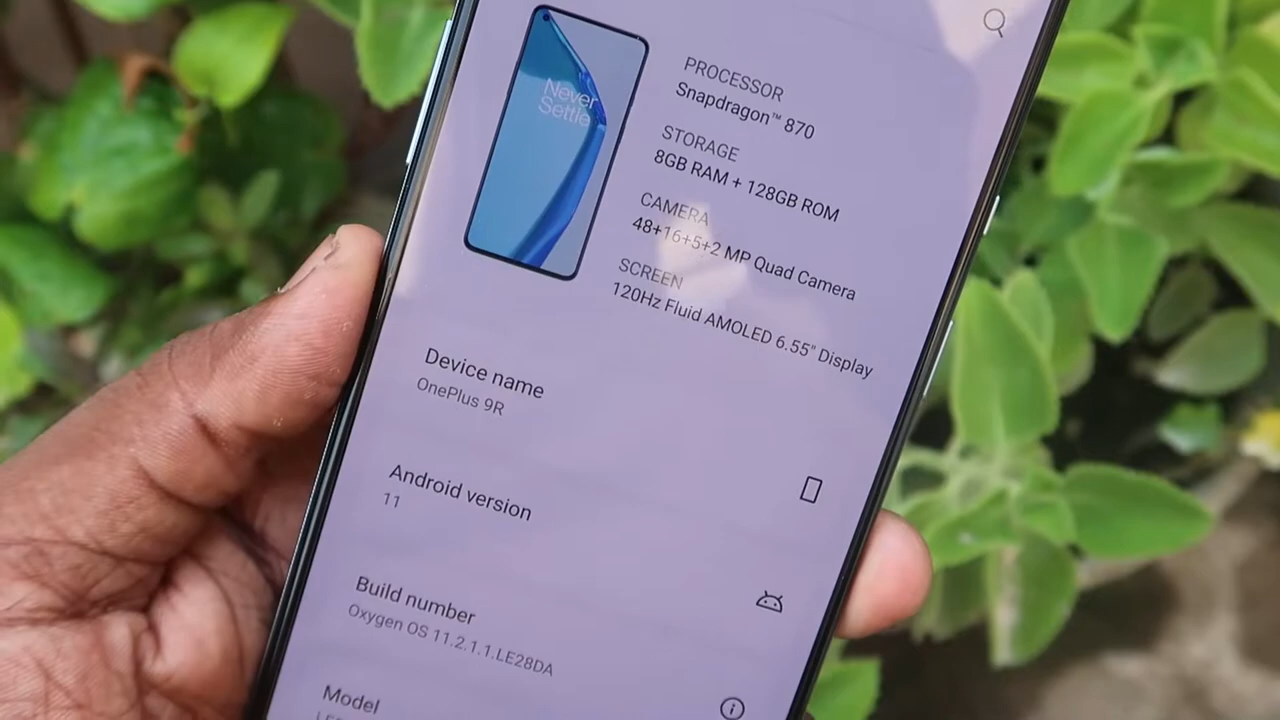 Never
Settle
PROCESSOR
Snapdragon™ 870
STORAGE
8GB RAM + 128GB ROM
CAMERA
48+16+5+2 MP Quad Camera
SCREEN
120Hz Fluid AMOLED 6.55" Display
Device name
OnePlus 9R
Android version
11
Build number
Oxygen OS 11.2.1.1.LE28DA
Model